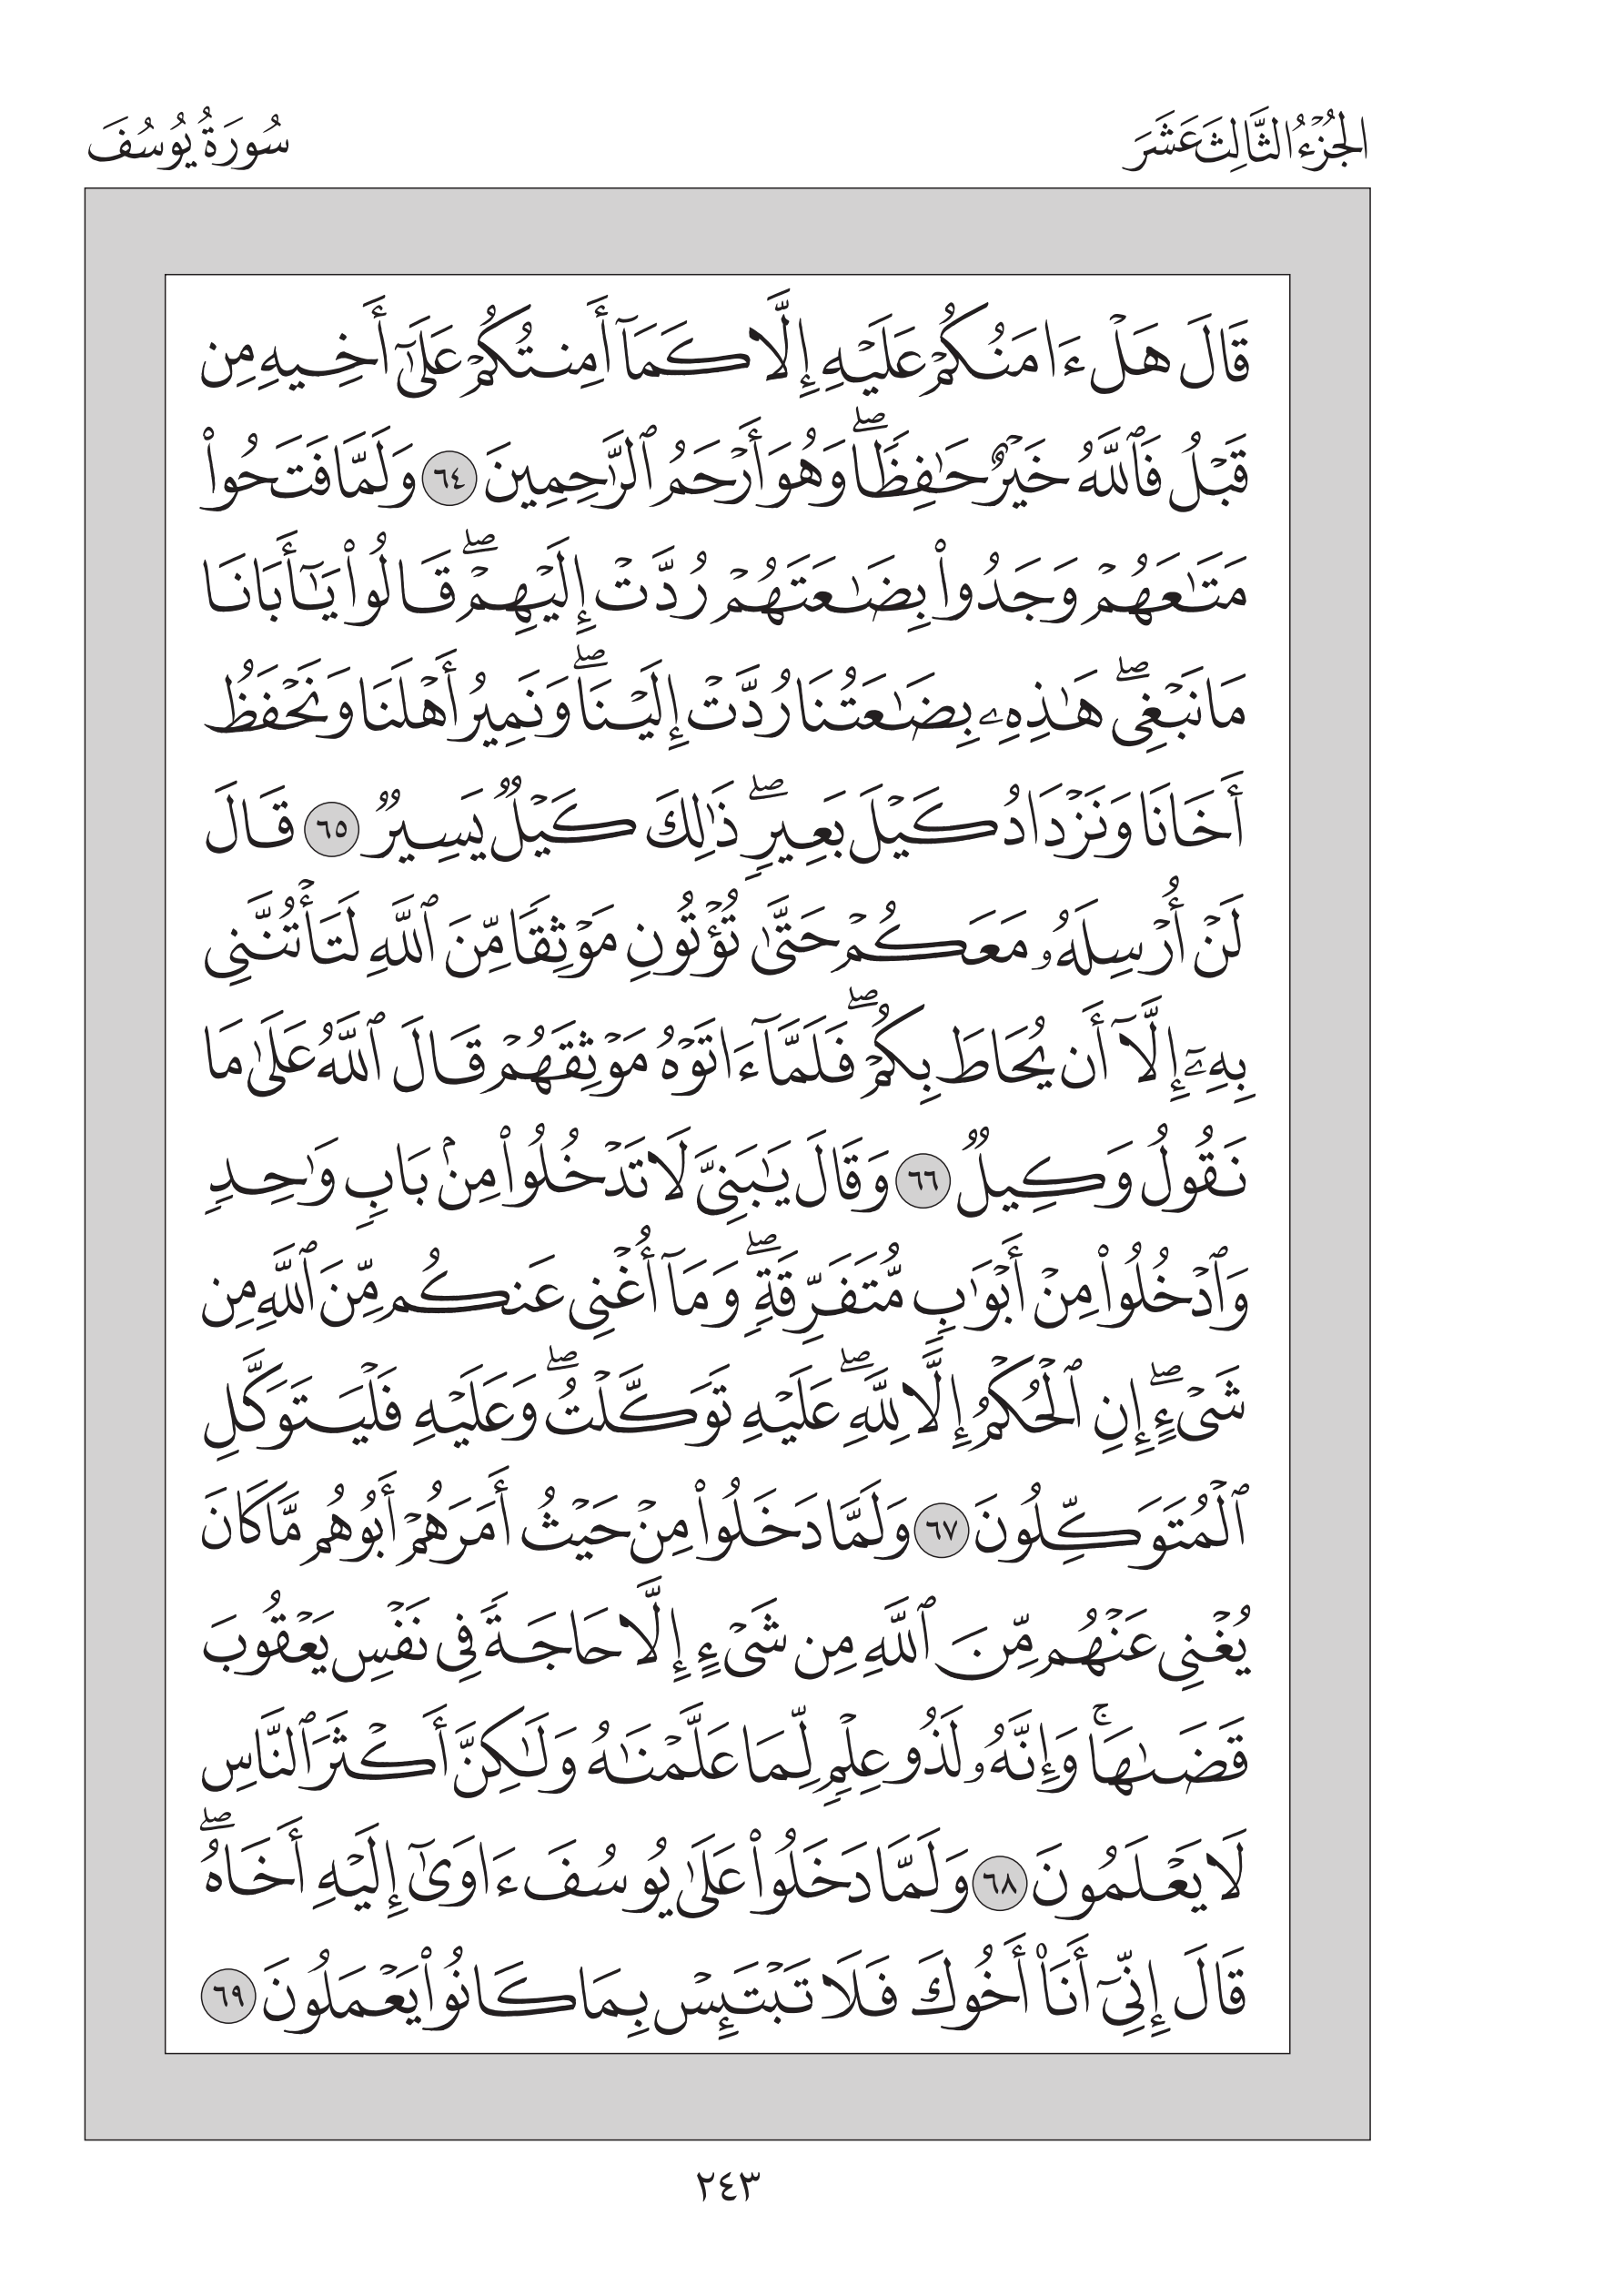 الجُزْءُ الثَّالِثَ عَشَرَ
سُورَةُ يُوسُفَ
قَالَ هَلْ ءَامَنُكُمْ عَلَيْهِ إِلَّا كَمَآ أَمِنتُكُمْ عَلَىٰٓ أَخِيهِ مِن
قَبْلُ فَٱللَّهُ خَيْرٌ حَـٰفِظًا ۖ وَهُوَ أَرْحَمُ ٱلرَّٰحِمِينَ ٦٤ وَلَمَّا فَتَحُوا۟
مَتَـٰعَهُمْ وَجَدُوا۟ بِضَـٰعَتَهُمْ رُدَّتْ إِلَيْهِمْ ۖ قَالُوا۟ يَـٰٓأَبَانَا
مَا نَبْغِى ۖ هَـٰذِهِۦ بِضَـٰعَتُنَا رُدَّتْ إِلَيْنَا ۖ وَنَمِيرُ أَهْلَنَا وَنَحْفَظُ
أَخَانَا وَنَزْدَادُ كَيْلَ بَعِيرٍ ۖ ذَٰلِكَ كَيْلٌ يَسِيرٌ ٦٥ قَالَ
لَنْ أُرْسِلَهُۥ مَعَكُمْ حَتَّىٰ تُؤْتُونِ مَوْثِقًا مِّنَ ٱللَّهِ لَتَأْتُنَّنِى
بِهِۦٓ إِلَّآ أَن يُحَاطَ بِكُمْ ۖ فَلَمَّآ ءَاتَوْهُ مَوْثِقَهُمْ قَالَ ٱللَّهُ عَلَىٰ مَا
نَقُولُ وَكِيلٌ ٦٦ وَقَالَ يَـٰبَنِىَّ لَا تَدْخُلُوا۟ مِنۢ بَابٍ وَٰحِدٍ
وَٱدْخُلُوا۟ مِنْ أَبْوَٰبٍ مُّتَفَرِّقَةٍ ۖ وَمَآ أُغْنِى عَنكُم مِّنَ ٱللَّهِ مِن
شَىْءٍ ۖ إِنِ ٱلْحُكْمُ إِلَّا لِلَّهِ ۖ عَلَيْهِ تَوَكَّلْتُ ۖ وَعَلَيْهِ فَلْيَتَوَكَّلِ
ٱلْمُتَوَكِّلُونَ ٦٧ وَلَمَّا دَخَلُوا۟ مِنْ حَيْثُ أَمَرَهُمْ أَبُوهُم مَّا كَانَ
يُغْنِى عَنْهُم مِّنَ ٱللَّهِ مِن شَىْءٍ إِلَّا حَاجَةً فِى نَفْسِ يَعْقُوبَ
قَضَىٰهَا ۚ وَإِنَّهُۥ لَذُو عِلْمٍ لِّمَا عَلَّمْنَـٰهُ وَلَـٰكِنَّ أَكْثَرَ ٱلنَّاسِ
لَا يَعْلَمُونَ ٦٨ وَلَمَّا دَخَلُوا۟ عَلَىٰ يُوسُفَ ءَاوَىٰٓ إِلَيْهِ أَخَاهُ ۖ
قَالَ إِنِّىٓ أَنَا۠ أَخُوكَ فَلَا تَبْتَئِسْ بِمَا كَانُوا۟ يَعْمَلُونَ ٦٩
٢٤٣